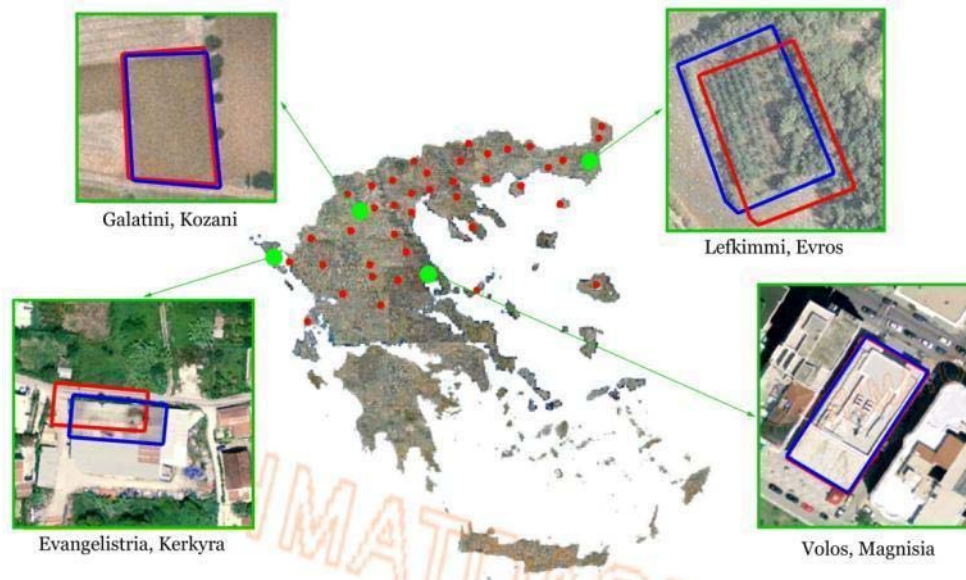 Galatini, Kozani
Lefkimmi, Evros
Evangelistria, Kerkyra
Volos, Magnisia